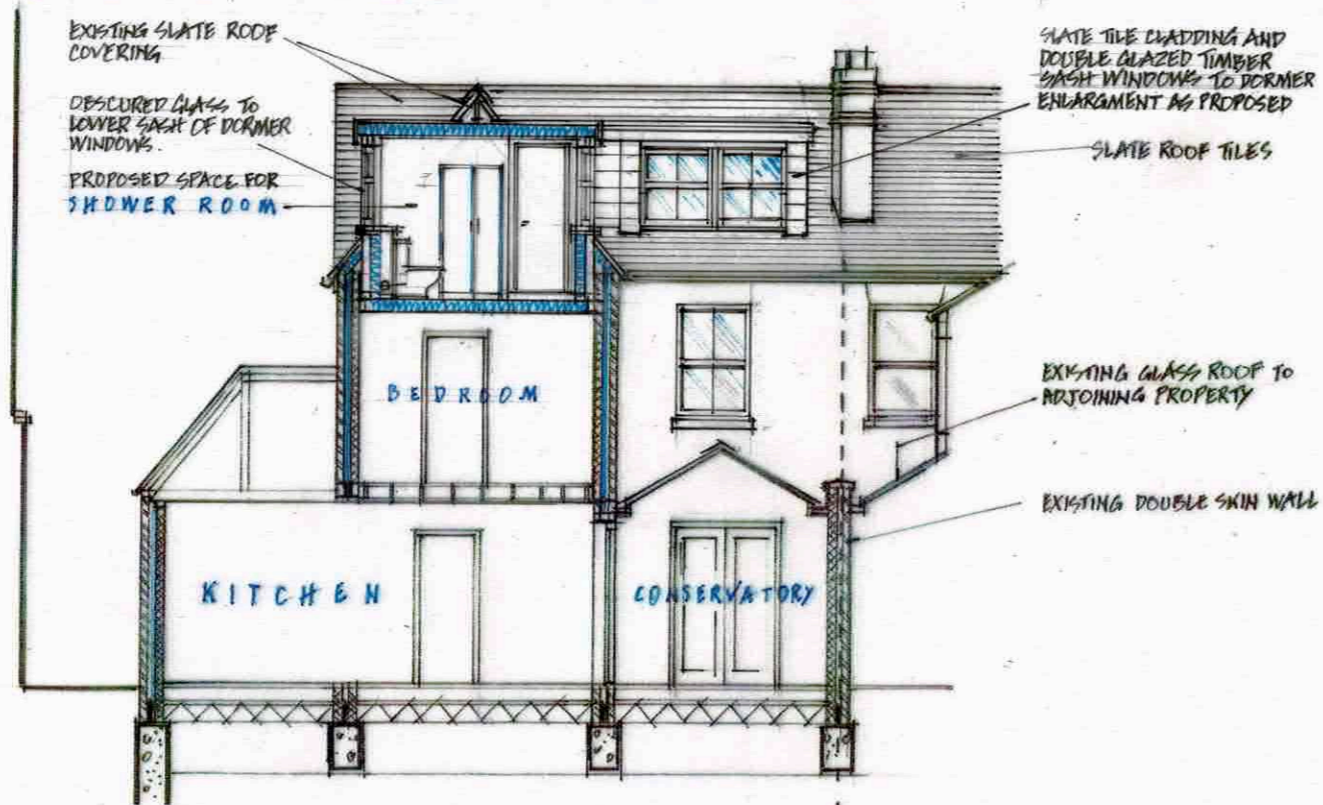 EXISTING SLATE ROOF
COVERING
OBSCURED GLASS TO
LOWER SASH OF DORMER
WINDOWS.
PROPOSED SPACE FOR
SHOWER ROOM
SLATE TILE CLADDING AND
DOUBLE GLAZED TIMBER
SASH WINDOWS TO DORMER
ENLARGMENT AS PROPOSED
SLATE ROOF TILES
BEDROOM
EXISTING GLASS ROOF TO
ADJOINING PROPERTY
EXISTING DOUBLE SKIN WALL
KITCHEN
CONSERVATORY